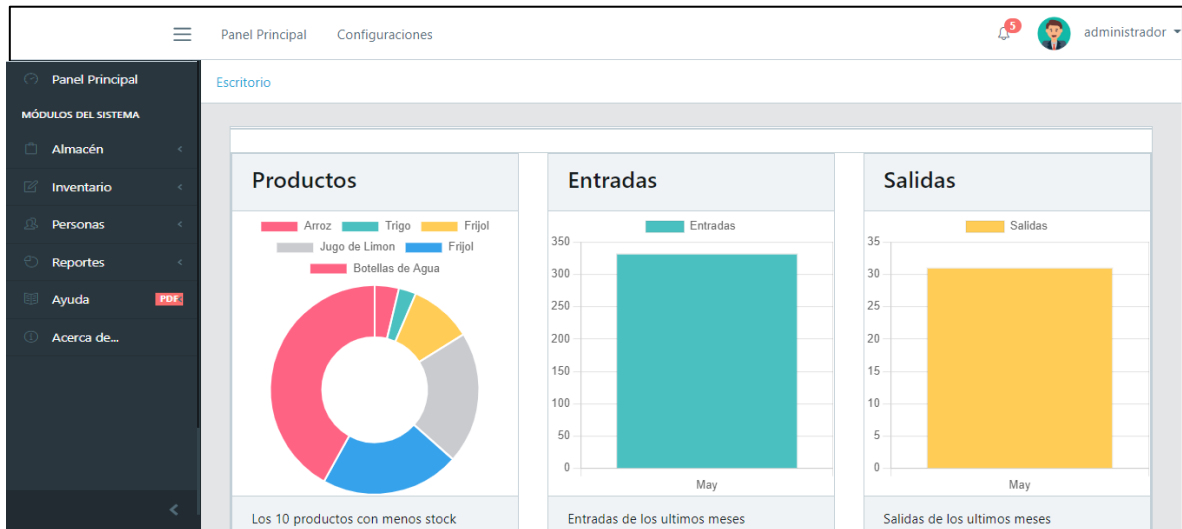 Panel Principal Configuraciones 5 administrador
Panel Principal
MÓDULOS DEL SISTEMA
Almacén
Inventario
Personas
Reportes
Ayuda PDF
Acerca de...
Escritorio
Productos
Arroz Trigo Frijol
Jugo de Limon Frijol
Botellas de Agua
Los 10 productos con menos stock
Entradas
Entradas
350
300
250
200
150
100
50
0
May
Entradas de los ultimos meses
Salidas
Salidas
35
30
25
20
15
10
5
0
May
Salidas de los ultimos meses